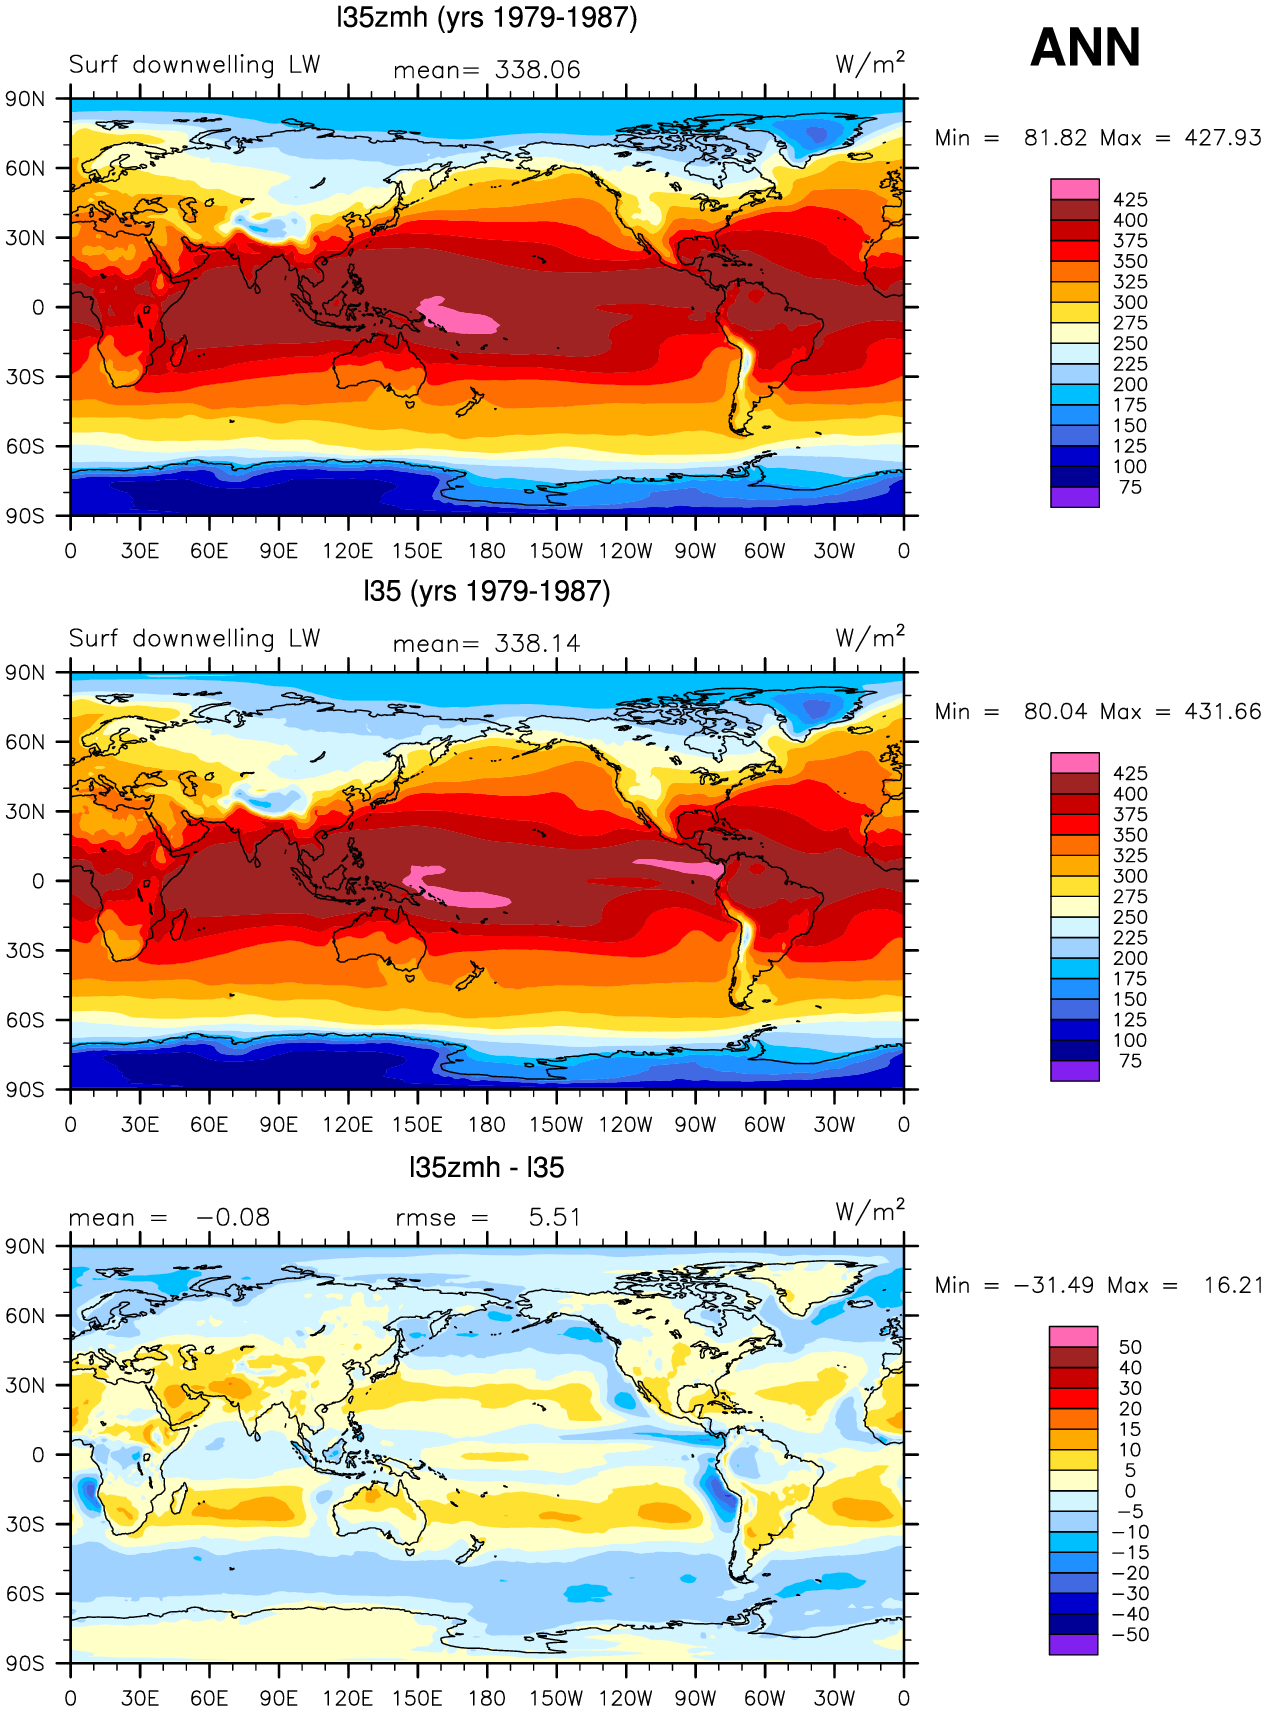 l35zmh (yrs 1979-1987)
ANN
Surf downwelling LW mean= 338.06 W/m²
Min = 81.82 Max = 427.93
90N
60N
30N
0
30S
60S
90S
0 30E 60E 90E 120E 150E 180 150W 120W 90W 60W 30W 0
425
400
375
350
325
300
275
250
225
200
175
150
125
100
75
l35 (yrs 1979-1987)
Surf downwelling LW mean= 338.14 W/m²
Min = 80.04 Max = 431.66
90N
60N
30N
0
30S
60S
90S
0 30E 60E 90E 120E 150E 180 150W 120W 90W 60W 30W 0
425
400
375
350
325
300
275
250
225
200
175
150
125
100
75
l35zmh - l35
mean = −0.08 rmse = 5.51 W/m²
Min = −31.49 Max = 16.21
90N
60N
30N
0
30S
60S
90S
0 30E 60E 90E 120E 150E 180 150W 120W 90W 60W 30W 0
50
40
30
20
15
10
5
0
−5
−10
−15
−20
−30
−40
−50